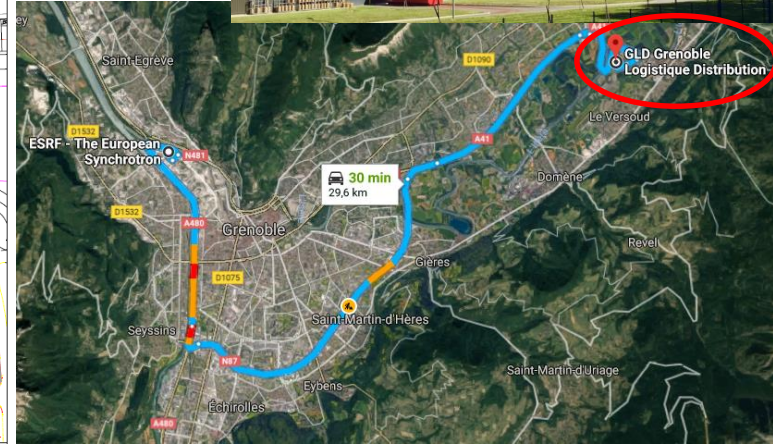 Saint-Egrève
D1090
GLD Grenoble
Logistique Distribution
Le Versoud
D1532
ESRF - The European
Synchrotron
N481
A41
30 min
29,6 km
Domène
D1532
A480
Grenoble
Revel
D1075
Gières
Saint-Martin-d'Hères
Seyssins
N87
Saint-Martin-d'Uriage
Eybens
Échirolles
A480